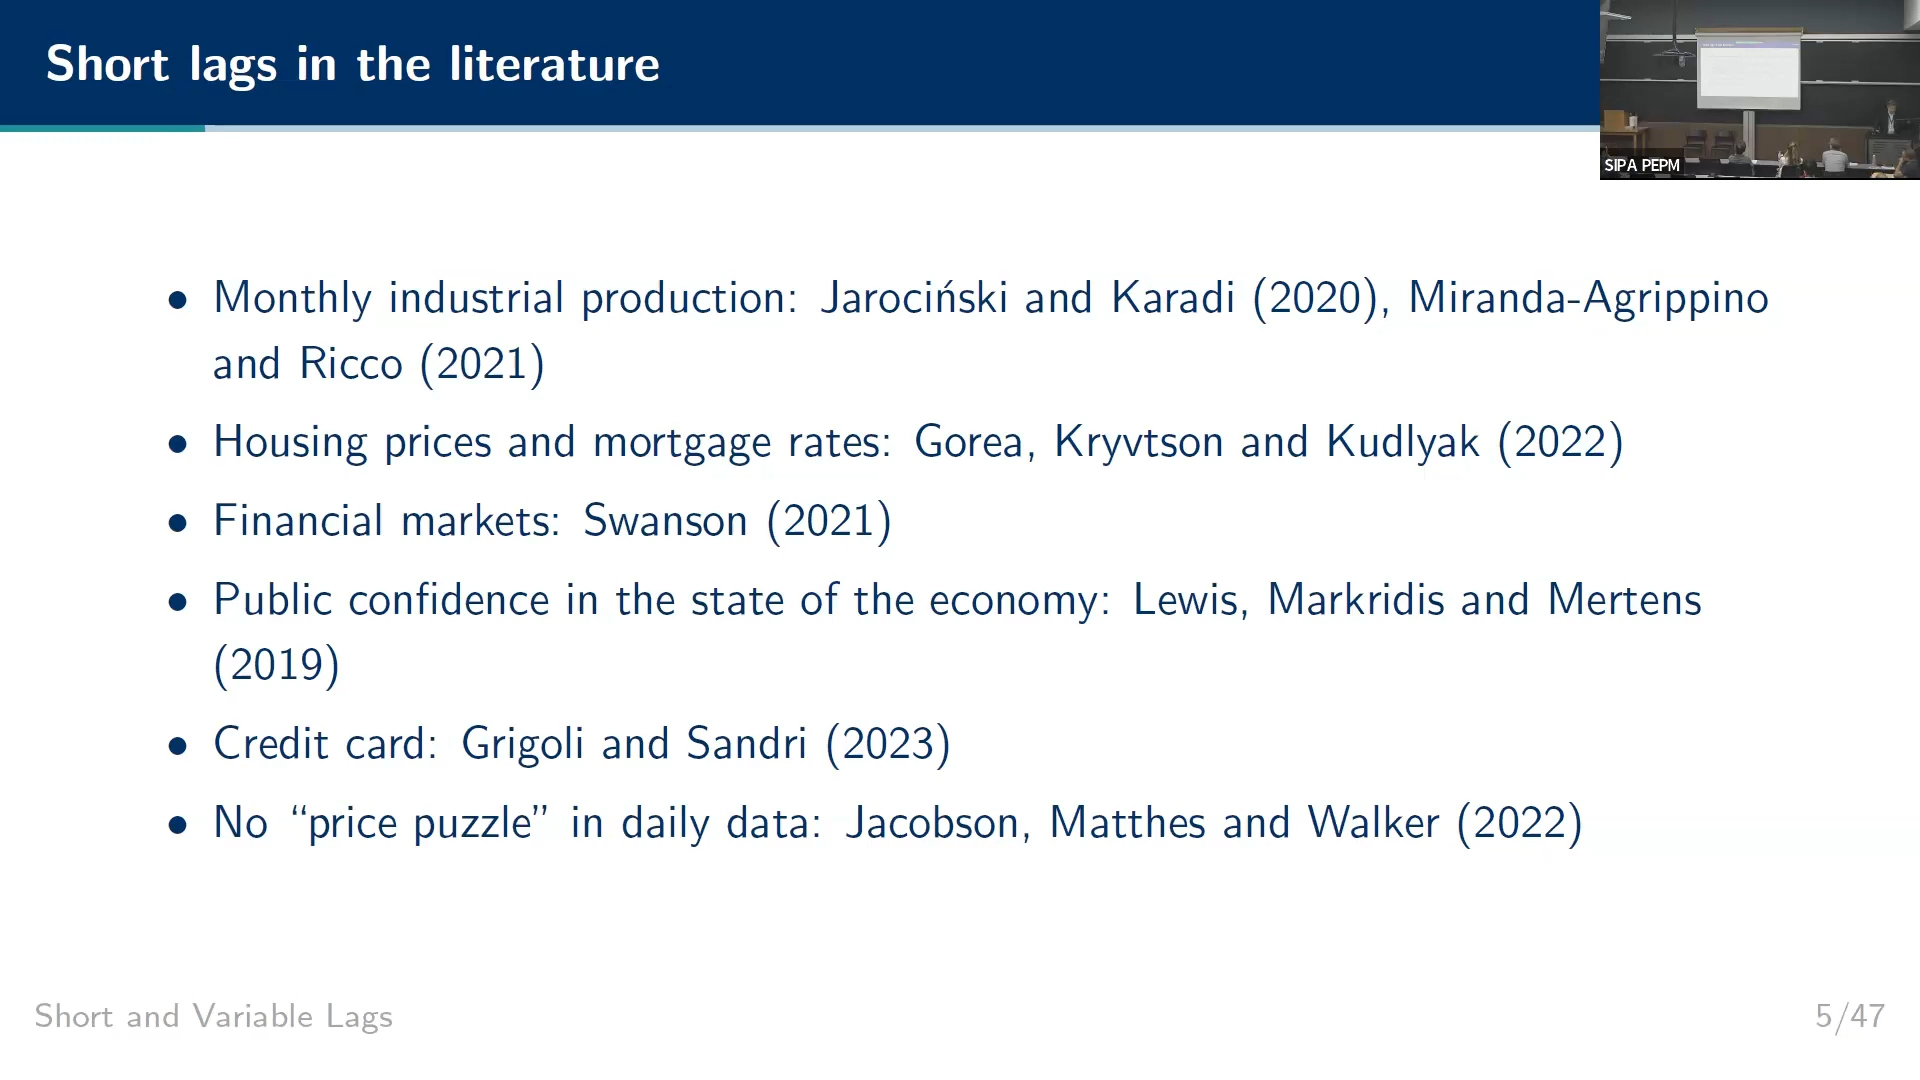 Short lags in the literature
SIPA PEPM
• Monthly industrial production: Jarociński and Karadi (2020), Miranda-Agrippino
and Ricco (2021)
• Housing prices and mortgage rates: Gorea, Kryvtson and Kudlyak (2022)
• Financial markets: Swanson (2021)
• Public confidence in the state of the economy: Lewis, Markridis and Mertens
(2019)
• Credit card: Grigoli and Sandri (2023)
• No “price puzzle” in daily data: Jacobson, Matthes and Walker (2022)
Short and Variable Lags
5/47